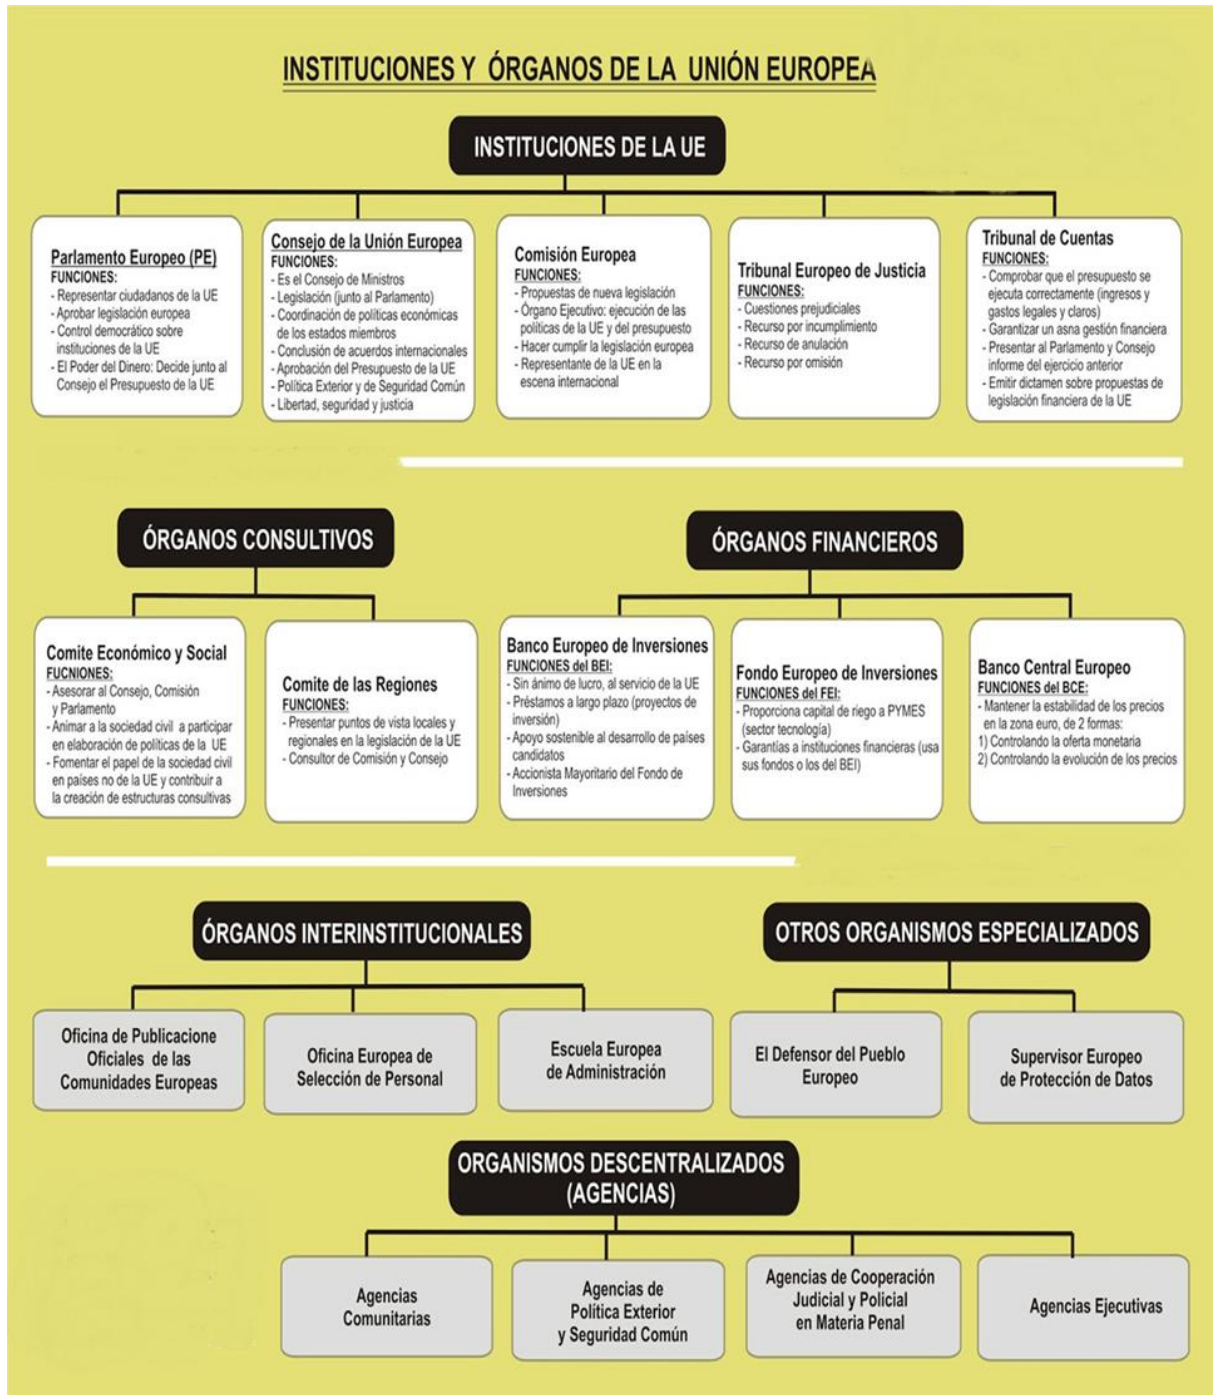 INSTITUCIONES Y ÓRGANOS DE LA UNIÓN EUROPEA
INSTITUCIONES DE LA UE
Parlamento Europeo (PE)
FUNCIONES:
- Representar ciudadanos de la UE
- Aprobar legislación europea
- Control democrático sobre
instituciones de la UE
- El Poder del Dinero: Decide junto al
Consejo el Presupuesto de la UE
Consejo de la Unión Europea
FUNCIONES:
- Es el Consejo de Ministros
- Legislación (junto al Parlamento)
- Coordinación de políticas económicas
de los estados miembros
- Conclusión de acuerdos internacionales
- Aprobación del Presupuesto de la UE
- Política Exterior y de Seguridad Común
- Libertad, seguridad y justicia
Comisión Europea
FUNCIONES:
- Propuestas de nueva legislación
- Órgano Ejecutivo: ejecución de las
políticas de la UE y del presupuesto
- Hacer cumplir la legislación europea
- Representante de la UE en la
escena internacional
Tribunal Europeo de Justicia
FUNCIONES:
- Cuestiones prejudiciales
- Recurso por incumplimiento
- Recurso de anulación
- Recurso por omisión
Tribunal de Cuentas
FUNCIONES:
- Comprobar que el presupuesto se
ejecuta correctamente (ingresos y
gastos legales y claros)
- Garantizar un asna gestión financiera
- Presentar al Parlamento y Consejo
informe del ejercicio anterior
- Emitir dictamen sobre propuestas de
legislación financiera de la UE
ÓRGANOS CONSULTIVOS
Comite Económico y Social
FUCNIONES:
- Asesorar al Consejo, Comisión
y Parlamento
- Animar a la sociedad civil a participar
en elaboración de políticas de la UE
- Fomentar el papel de la sociedad civil
en países no de la UE y contribuir a
la creación de estructuras consultivas
Comite de las Regiones
FUNCIONES:
- Presentar puntos de vista locales y
regionales en la legislación de la UE
- Consultor de Comisión y Consejo
ÓRGANOS FINANCIEROS
Banco Europeo de Inversiones
FUNCIONES del BEI:
- Sin ánimo de lucro, al servicio de la UE
- Préstamos a largo plazo (proyectos de
inversión)
- Apoyo sostenible al desarrollo de países
candidatos
- Accionista Mayoritario del Fondo de
Inversiones
Fondo Europeo de Inversiones
FUNCIONES del FEI:
- Proporciona capital de riego a PYMES
(sector tecnología)
- Garantías a instituciones financieras (usa
sus fondos o los del BEI)
Banco Central Europeo
FUNCIONES del BCE:
- Mantener la estabilidad de los precios
en la zona euro, de 2 formas:
1) Controlando la oferta monetaria
2) Controlando la evolución de los precios
ÓRGANOS INTERINSTITUCIONALES
Oficina de Publicacione
Oficiales de las
Comunidades Europeas
Oficina Europea de
Selección de Personal
Escuela Europea
de Administración
OTROS ORGANISMOS ESPECIALIZADOS
El Defensor del Pueblo
Europeo
Supervisor Europeo
de Protección de Datos
ORGANISMOS DESCENTRALIZADOS
(AGENCIAS)
Agencias
Comunitarias
Agencias de
Política Exterior
y Seguridad Común
Agencias de Cooperación
Judicial y Policial
en Materia Penal
Agencias Ejecutivas